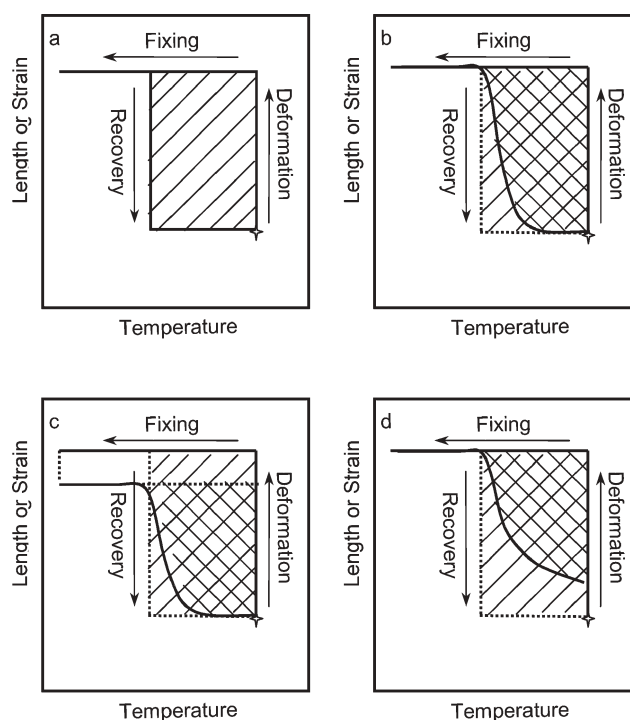 a
Fixing
Length or Strain
Recovery
Deformation
Temperature
b
Fixing
Length or Strain
Recovery
Deformation
Temperature
c
Fixing
Length or Strain
Recovery
Deformation
Temperature
d
Fixing
Length or Strain
Recovery
Deformation
Temperature